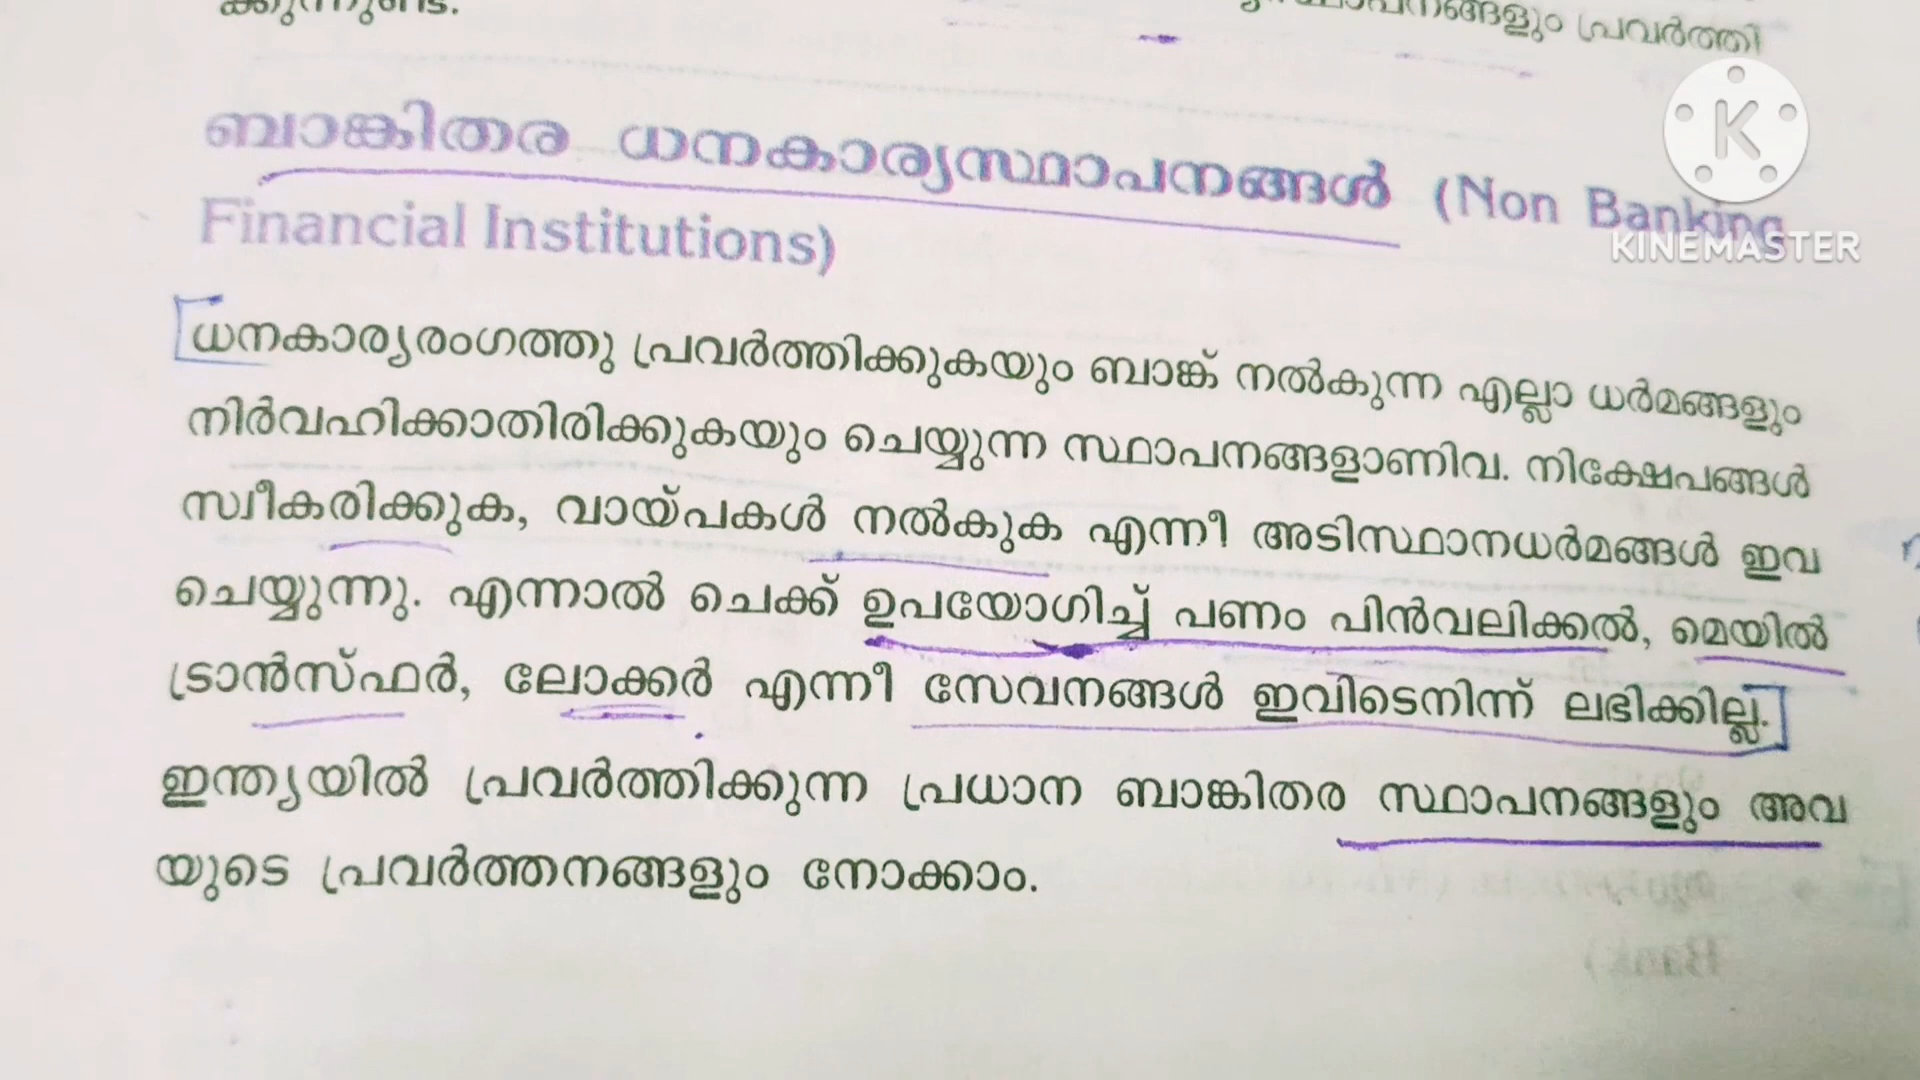 ക്കുന്നുണ്ട്.
പ്രവർത്തി
ബാങ്കിതര ധനകാര്യസ്ഥാപനങ്ങൾ (Non Banking
Financial Institutions)
ധനകാര്യരംഗത്തു പ്രവർത്തിക്കുകയും ബാങ്ക് നൽകുന്ന എല്ലാ ധർമങ്ങളും
നിർവഹിക്കാതിരിക്കുകയും ചെയ്യുന്ന സ്ഥാപനങ്ങളാണിവ. നിക്ഷേപങ്ങൾ
സ്വീകരിക്കുക, വായ്പകൾ നൽകുക എന്നീ അടിസ്ഥാനധർമങ്ങൾ ഇവ
ചെയ്യുന്നു. എന്നാൽ ചെക്ക് ഉപയോഗിച്ച് പണം പിൻവലിക്കൽ, മെയിൽ
ട്രാൻസ്ഫർ, ലോക്കർ എന്നീ സേവനങ്ങൾ ഇവിടെനിന്ന് ലഭിക്കില്ല.
ഇന്ത്യയിൽ പ്രവർത്തിക്കുന്ന പ്രധാന ബാങ്കിതര സ്ഥാപനങ്ങളും അവ
യുടെ പ്രവർത്തനങ്ങളും നോക്കാം.
K
KINEMASTER